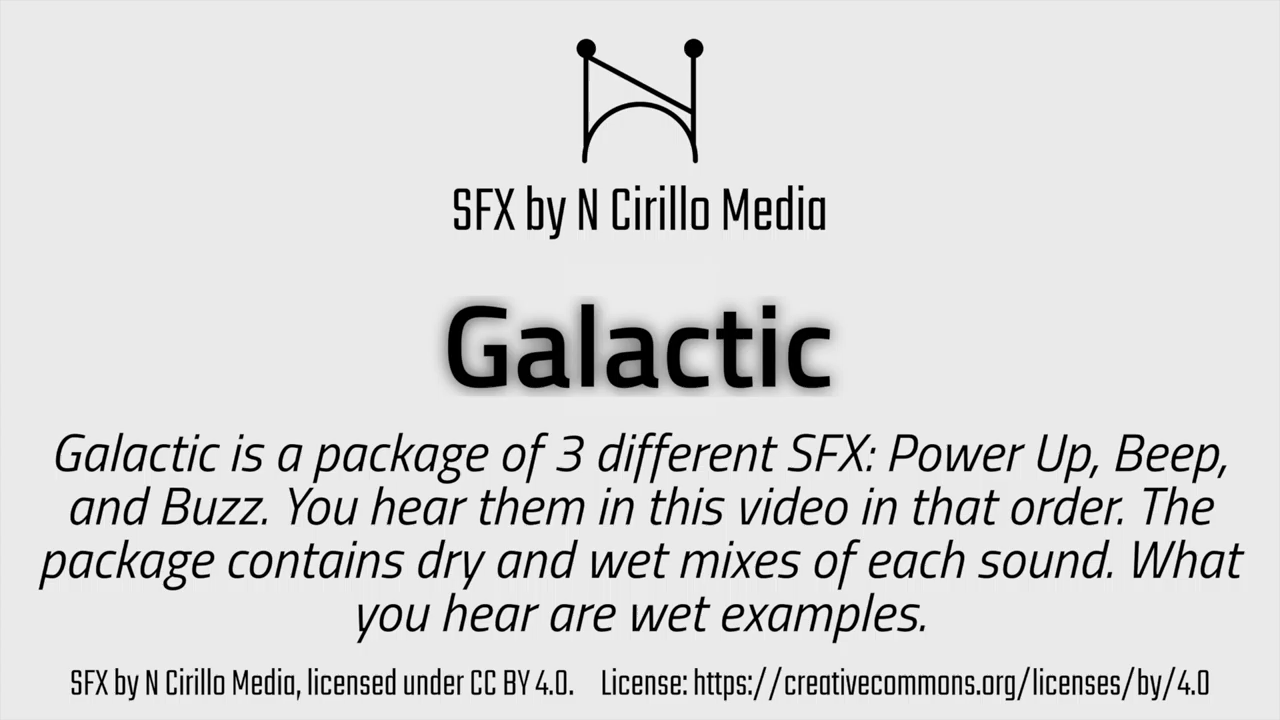 SFX by N Cirillo Media
Galactic
Galactic is a package of 3 different SFX: Power Up, Beep,
and Buzz. You hear them in this video in that order. The
package contains dry and wet mixes of each sound. What
you hear are wet examples.
SFX by N Cirillo Media, licensed under CC BY 4.0. License: https://creativecommons.org/licenses/by/4.0